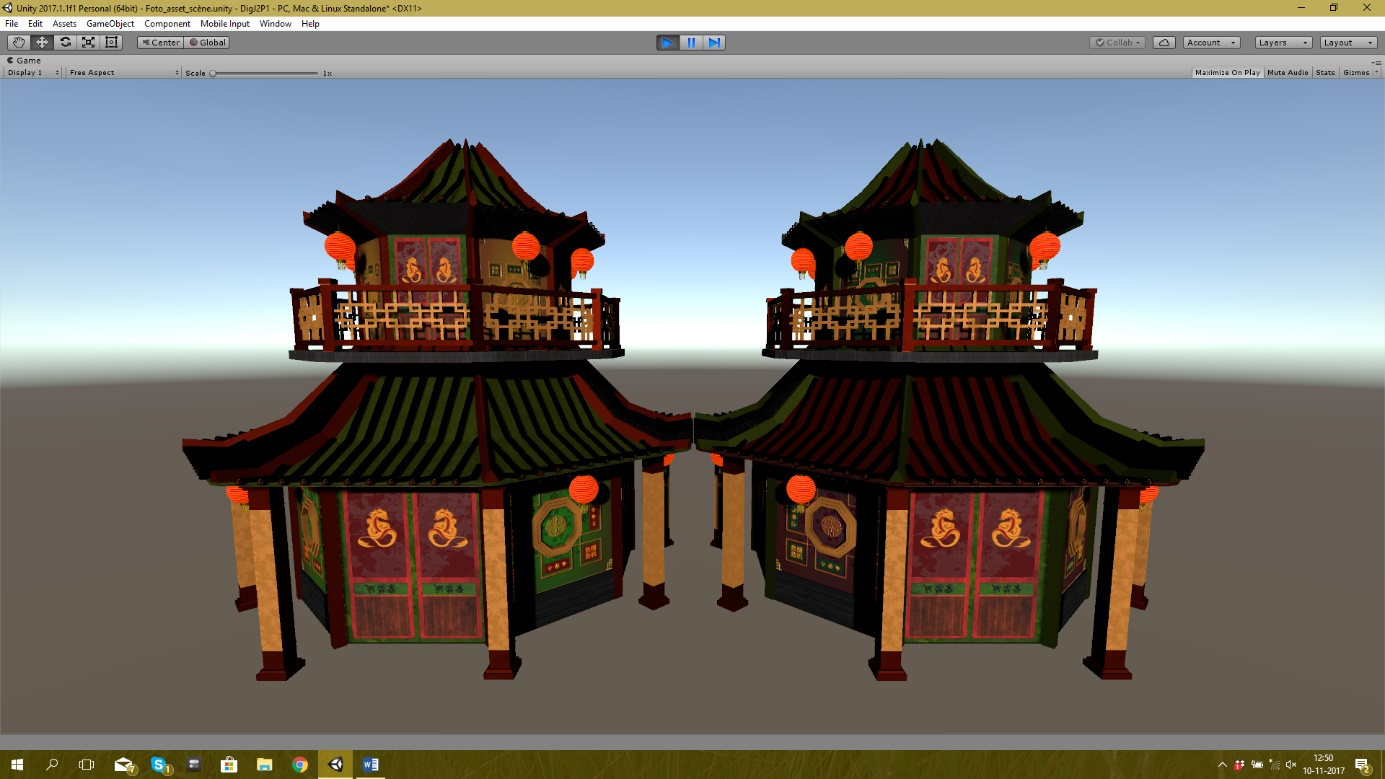 Unity 2017.1.1f1 Personal (64bit) - Foto_asset_scène.unity - DigJ2P1 - PC, Mac & Linux Standalone* <DX11>
File Edit Assets GameObject Component Mobile Input Window Help
Center Global Collab Account Layers Layout
Game
Display 1 Free Aspect Scale 1x Maximize On Play Mute Audio Stats Gizmos
12:50
10-11-2017